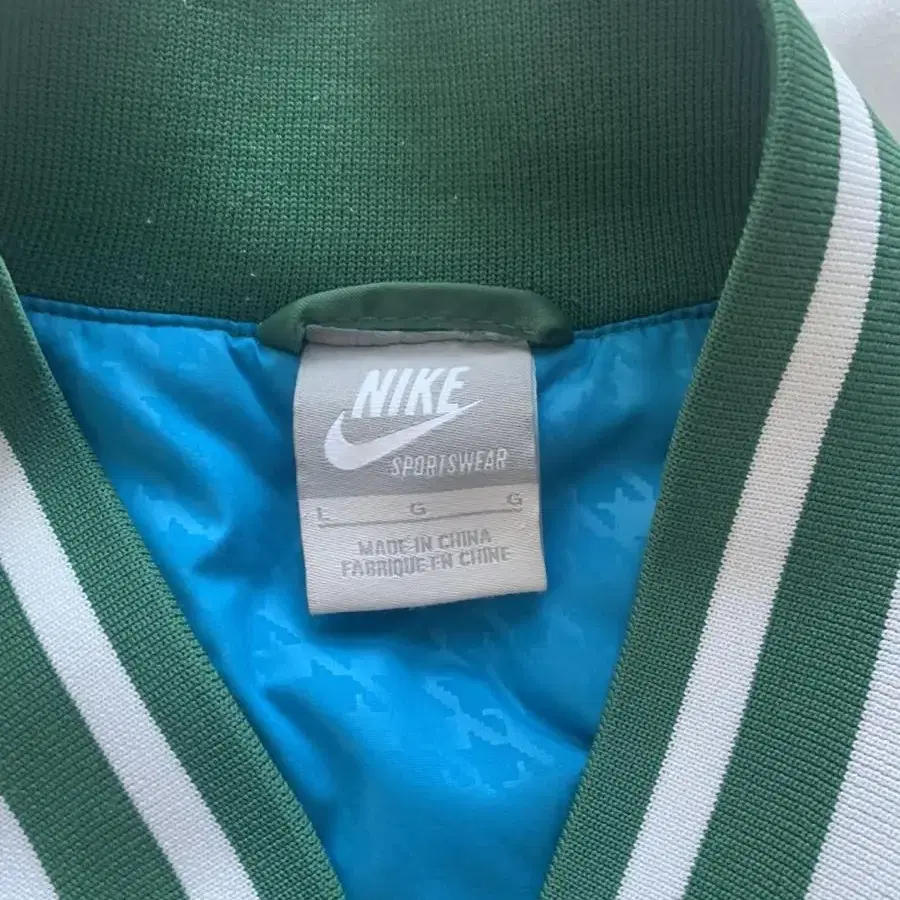 NIKE
SPORTSWEAR
L G G
MADE IN CHINA
FABRIQUE EN CHINE